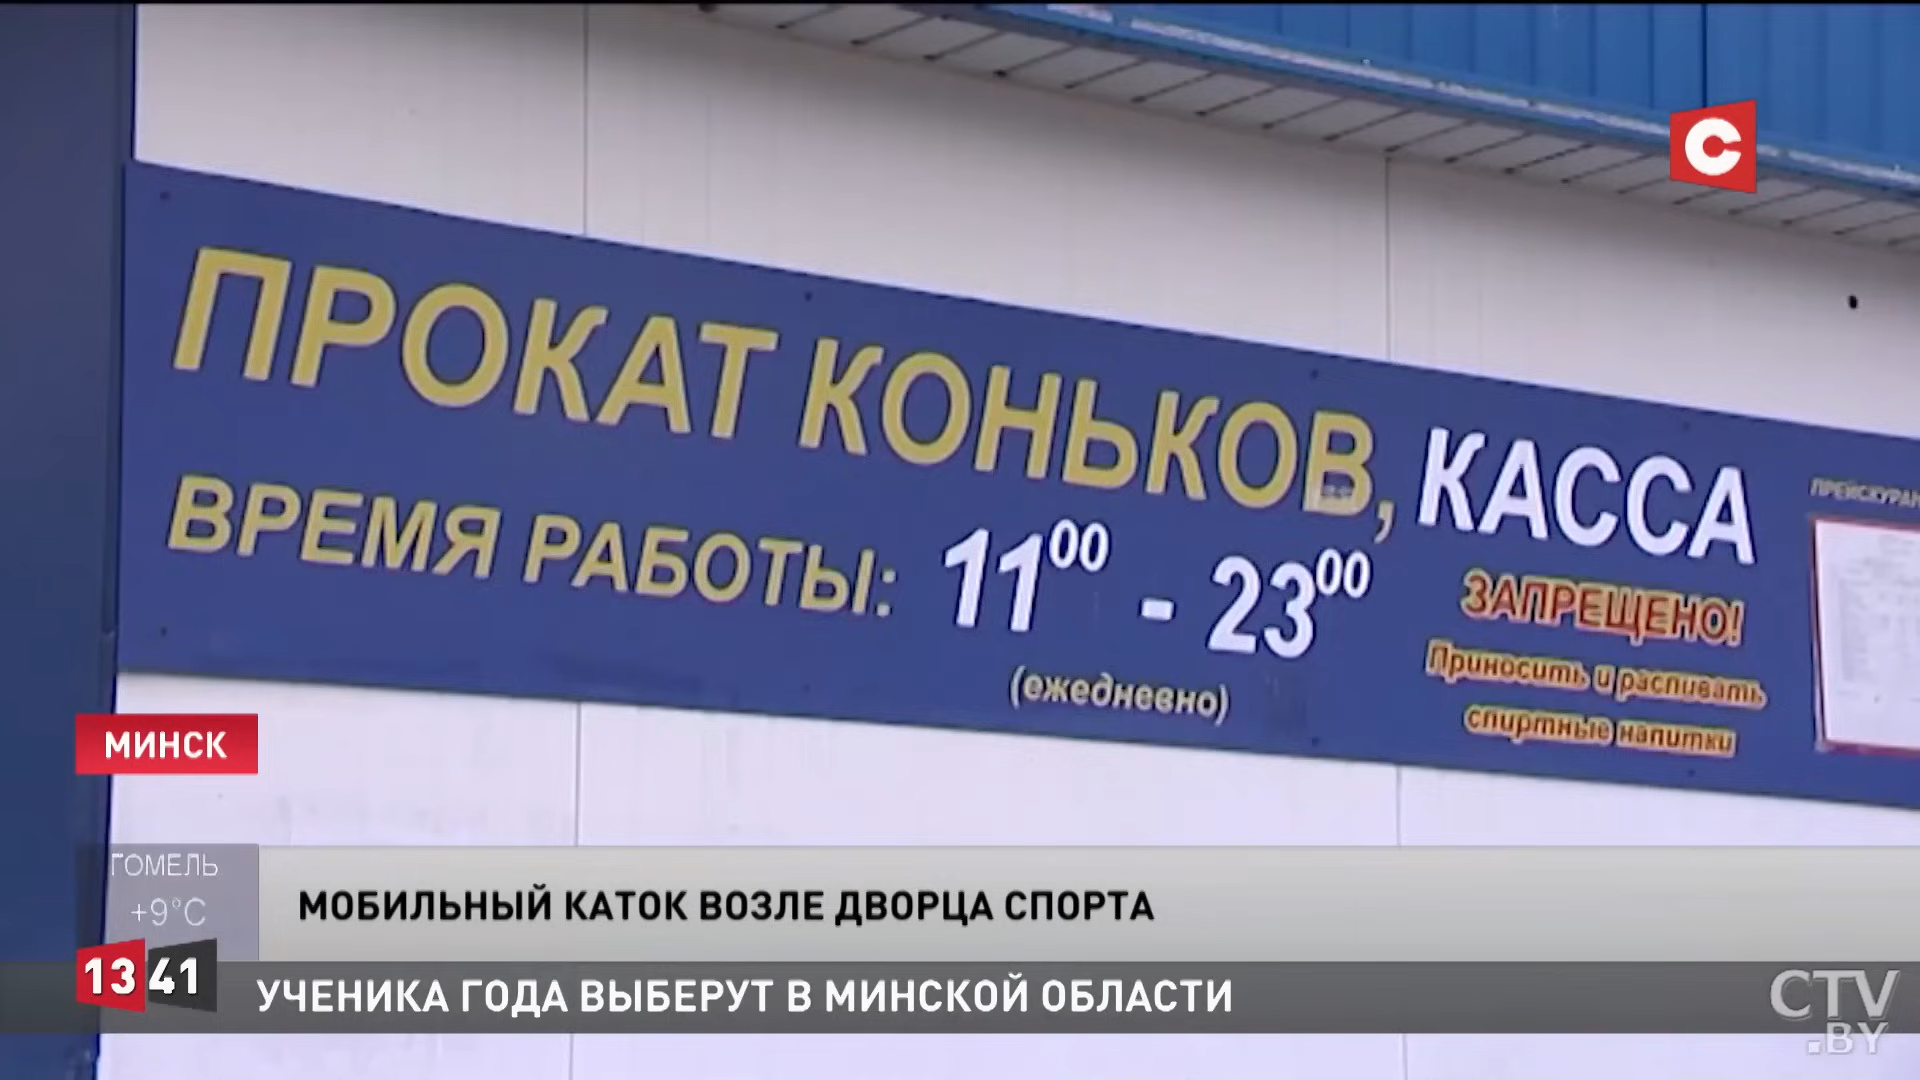 С
ПРОКАТ КОНЬКОВ, КАССА
ВРЕМЯ РАБОТЫ: 11⁰⁰ - 23⁰⁰
(ежедневно)
ЗАПРЕЩЕНО!
Приносить и распивать
спиртные напитки
МИНСК
ГОМЕЛЬ
+9°C
МОБИЛЬНЫЙ КАТОК ВОЗЛЕ ДВОРЦА СПОРТА
13 41
УЧЕНИКА ГОДА ВЫБЕРУТ В МИНСКОЙ ОБЛАСТИ
CTV
.BY